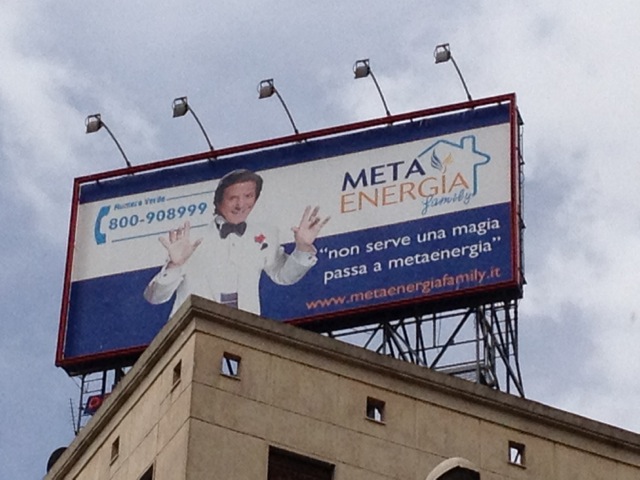 Numero Verde
800-908999
META
ENERGIA
family
“non serve una magia
passa a metaenergia”
www.metaenergiafamily.it